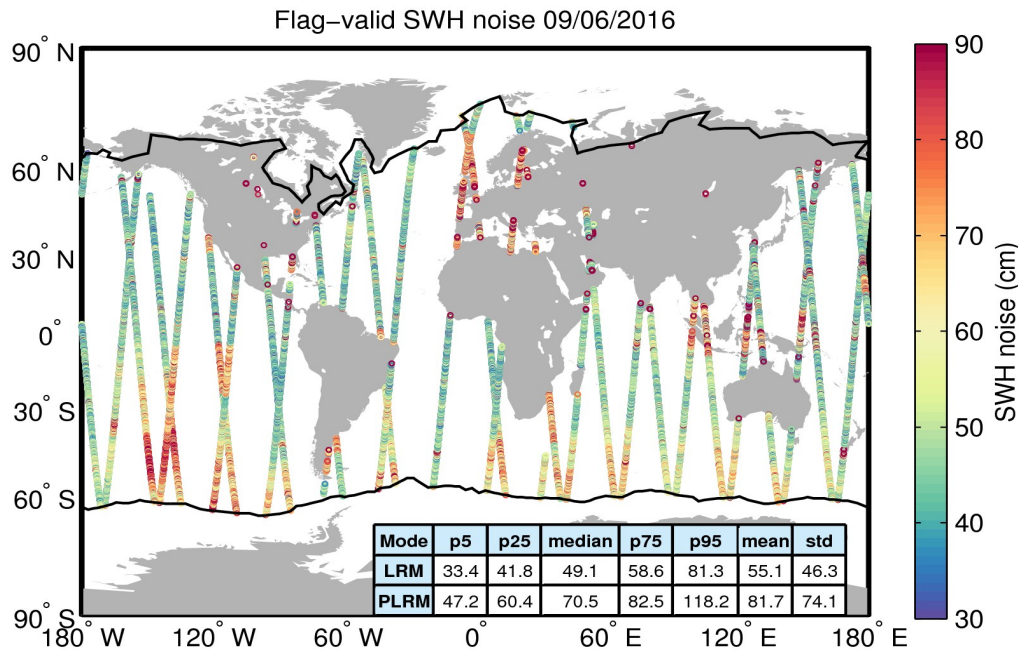 Flag−valid SWH noise 09/06/2016
90° N
60° N
30° N
0°
30° S
60° S
90° S
180° W
120° W
60° W
0°
60° E
120° E
180° E
90
80
70
60
50
40
30
SWH noise (cm)
Mode p5 p25 median p75 p95 mean std
LRM 33.4 41.8 49.1 58.6 81.3 55.1 46.3
PLRM 47.2 60.4 70.5 82.5 118.2 81.7 74.1